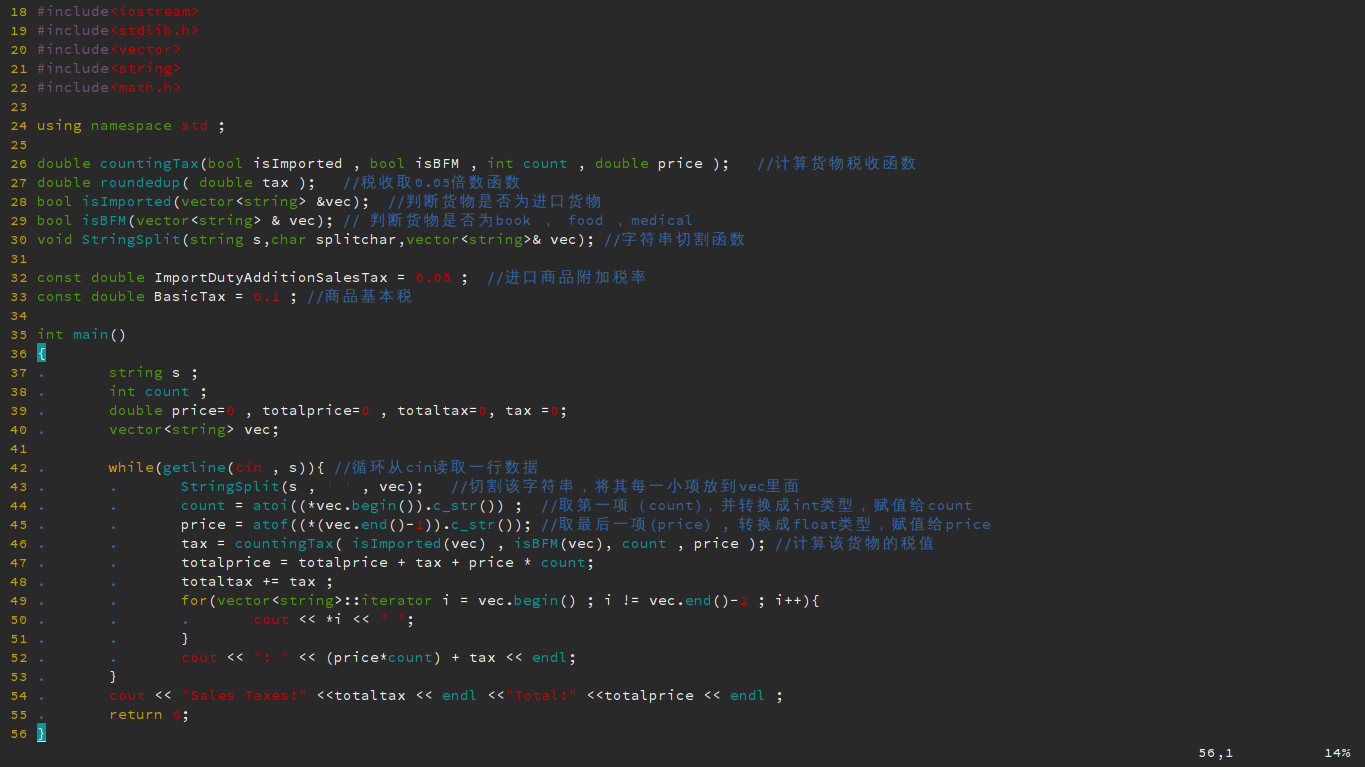 18 #include<iostream>
19 #include<stdlib.h>
20 #include<vector>
21 #include<string>
22 #include<math.h>
23
24 using namespace std ;
25
26 double countingTax(bool isImported , bool isBFM , int count , double price );   //计算货物税收函数
27 double roundedup( double tax );   //税收取0.05倍数函数
28 bool isImported(vector<string> &vec);  //判断货物是否为进口货物
29 bool isBFM(vector<string> & vec); // 判断货物是否为book ， food ，medical
30 void StringSplit(string s,char splitchar,vector<string>& vec); //字符串切割函数
31
32 const double ImportDutyAdditionSalesTax = 0.05 ;  //进口商品附加税率
33 const double BasicTax = 0.1 ; //商品基本税
34
35 int main()
36 {
37 .       string s ;
38 .       int count ;
39 .       double price=0 , totalprice=0 , totaltax=0, tax =0;
40 .       vector<string> vec;
41
42 .       while(getline(cin , s)){ //循环从cin读取一行数据
43 .       .       StringSplit(s , ' ' , vec);   //切割该字符串，将其每一小项放到vec里面
44 .       .       count = atoi((*vec.begin()).c_str()) ;  //取第一项（count)，并转换成int类型，赋值给count
45 .       .       price = atof((*(vec.end()-1)).c_str()); //取最后一项(price) ，转换成float类型，赋值给price
46 .       .       tax = countingTax( isImported(vec) , isBFM(vec), count , price ); //计算该货物的税值
47 .       .       totalprice = totalprice + tax + price * count;
48 .       .       totaltax += tax ;
49 .       .       for(vector<string>::iterator i = vec.begin() ; i != vec.end()-2 ; i++){
50 .       .       .       cout << *i << " ";
51 .       .       }
52 .       .       cout << ": " << (price*count) + tax << endl;
53 .       }
54 .       cout << "Sales Taxes:" <<totaltax << endl <<"Total:" <<totalprice << endl ;
55 .       return 0;
56 }
56,1 14%